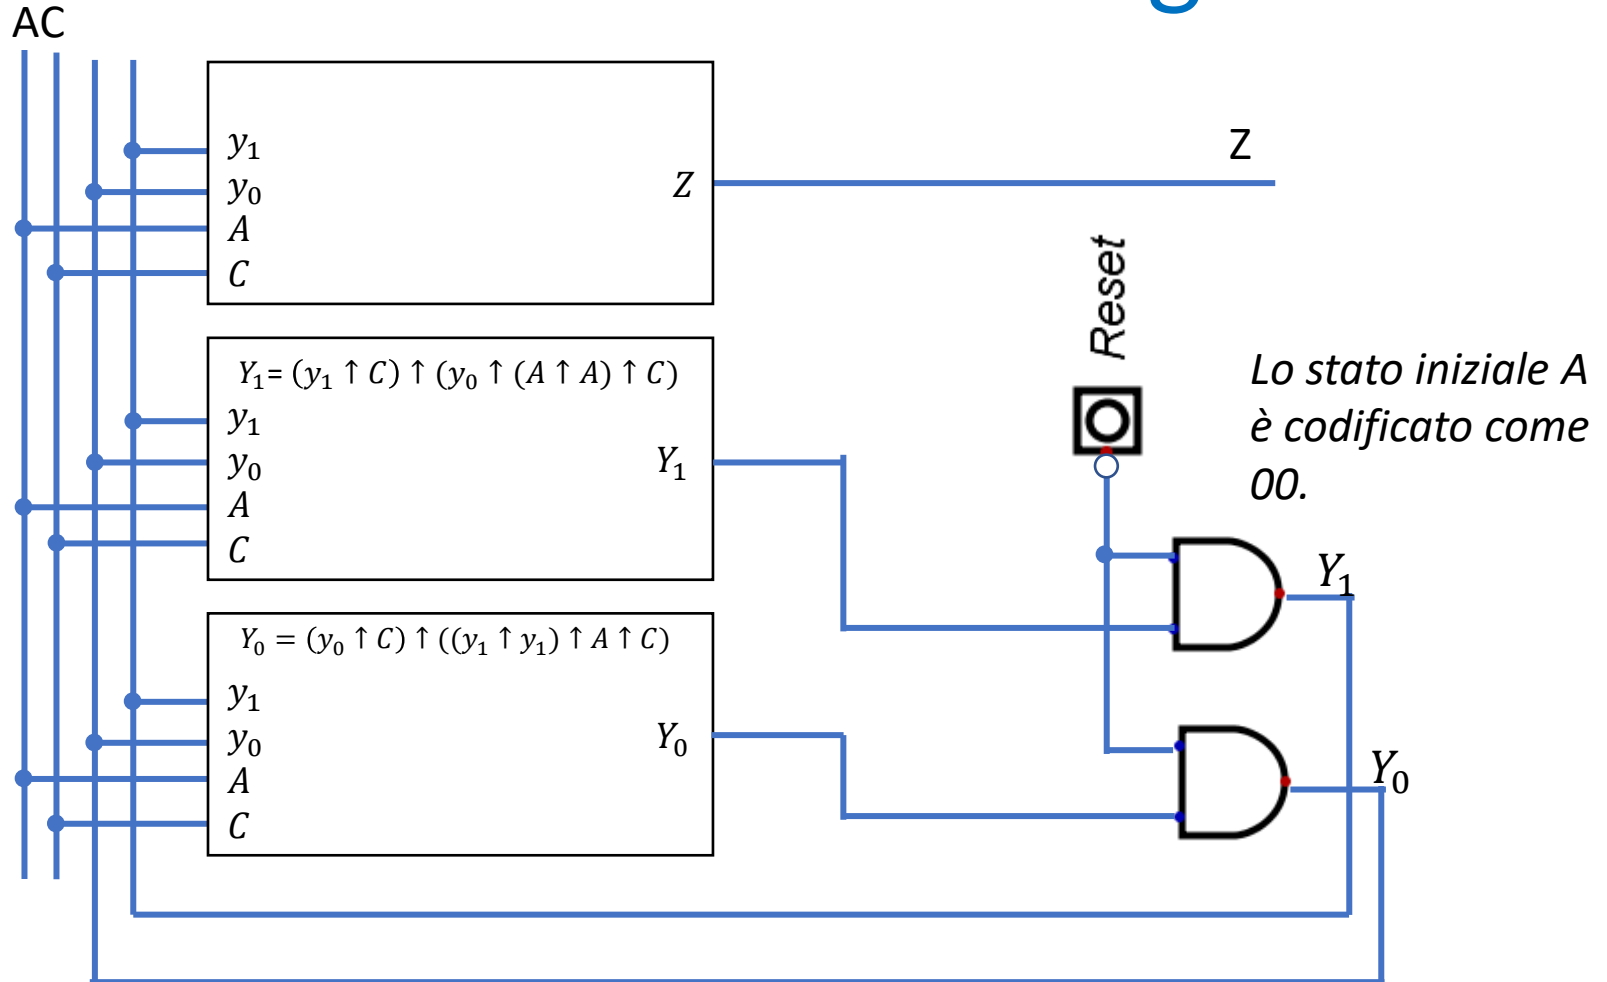 g
AC
y₁
y₀
A
C
Z
Z
Reset
Y₁= (y₁ ↑ C) ↑ (y₀ ↑ (A ↑ A) ↑ C)
y₁
y₀
A
C
Y₁
Lo stato iniziale A
è codificato come
00.
Y₁
Y₀ = (y₀ ↑ C) ↑ ((y₁ ↑ y₁) ↑ A ↑ C)
y₁
y₀
A
C
Y₀
Y₀